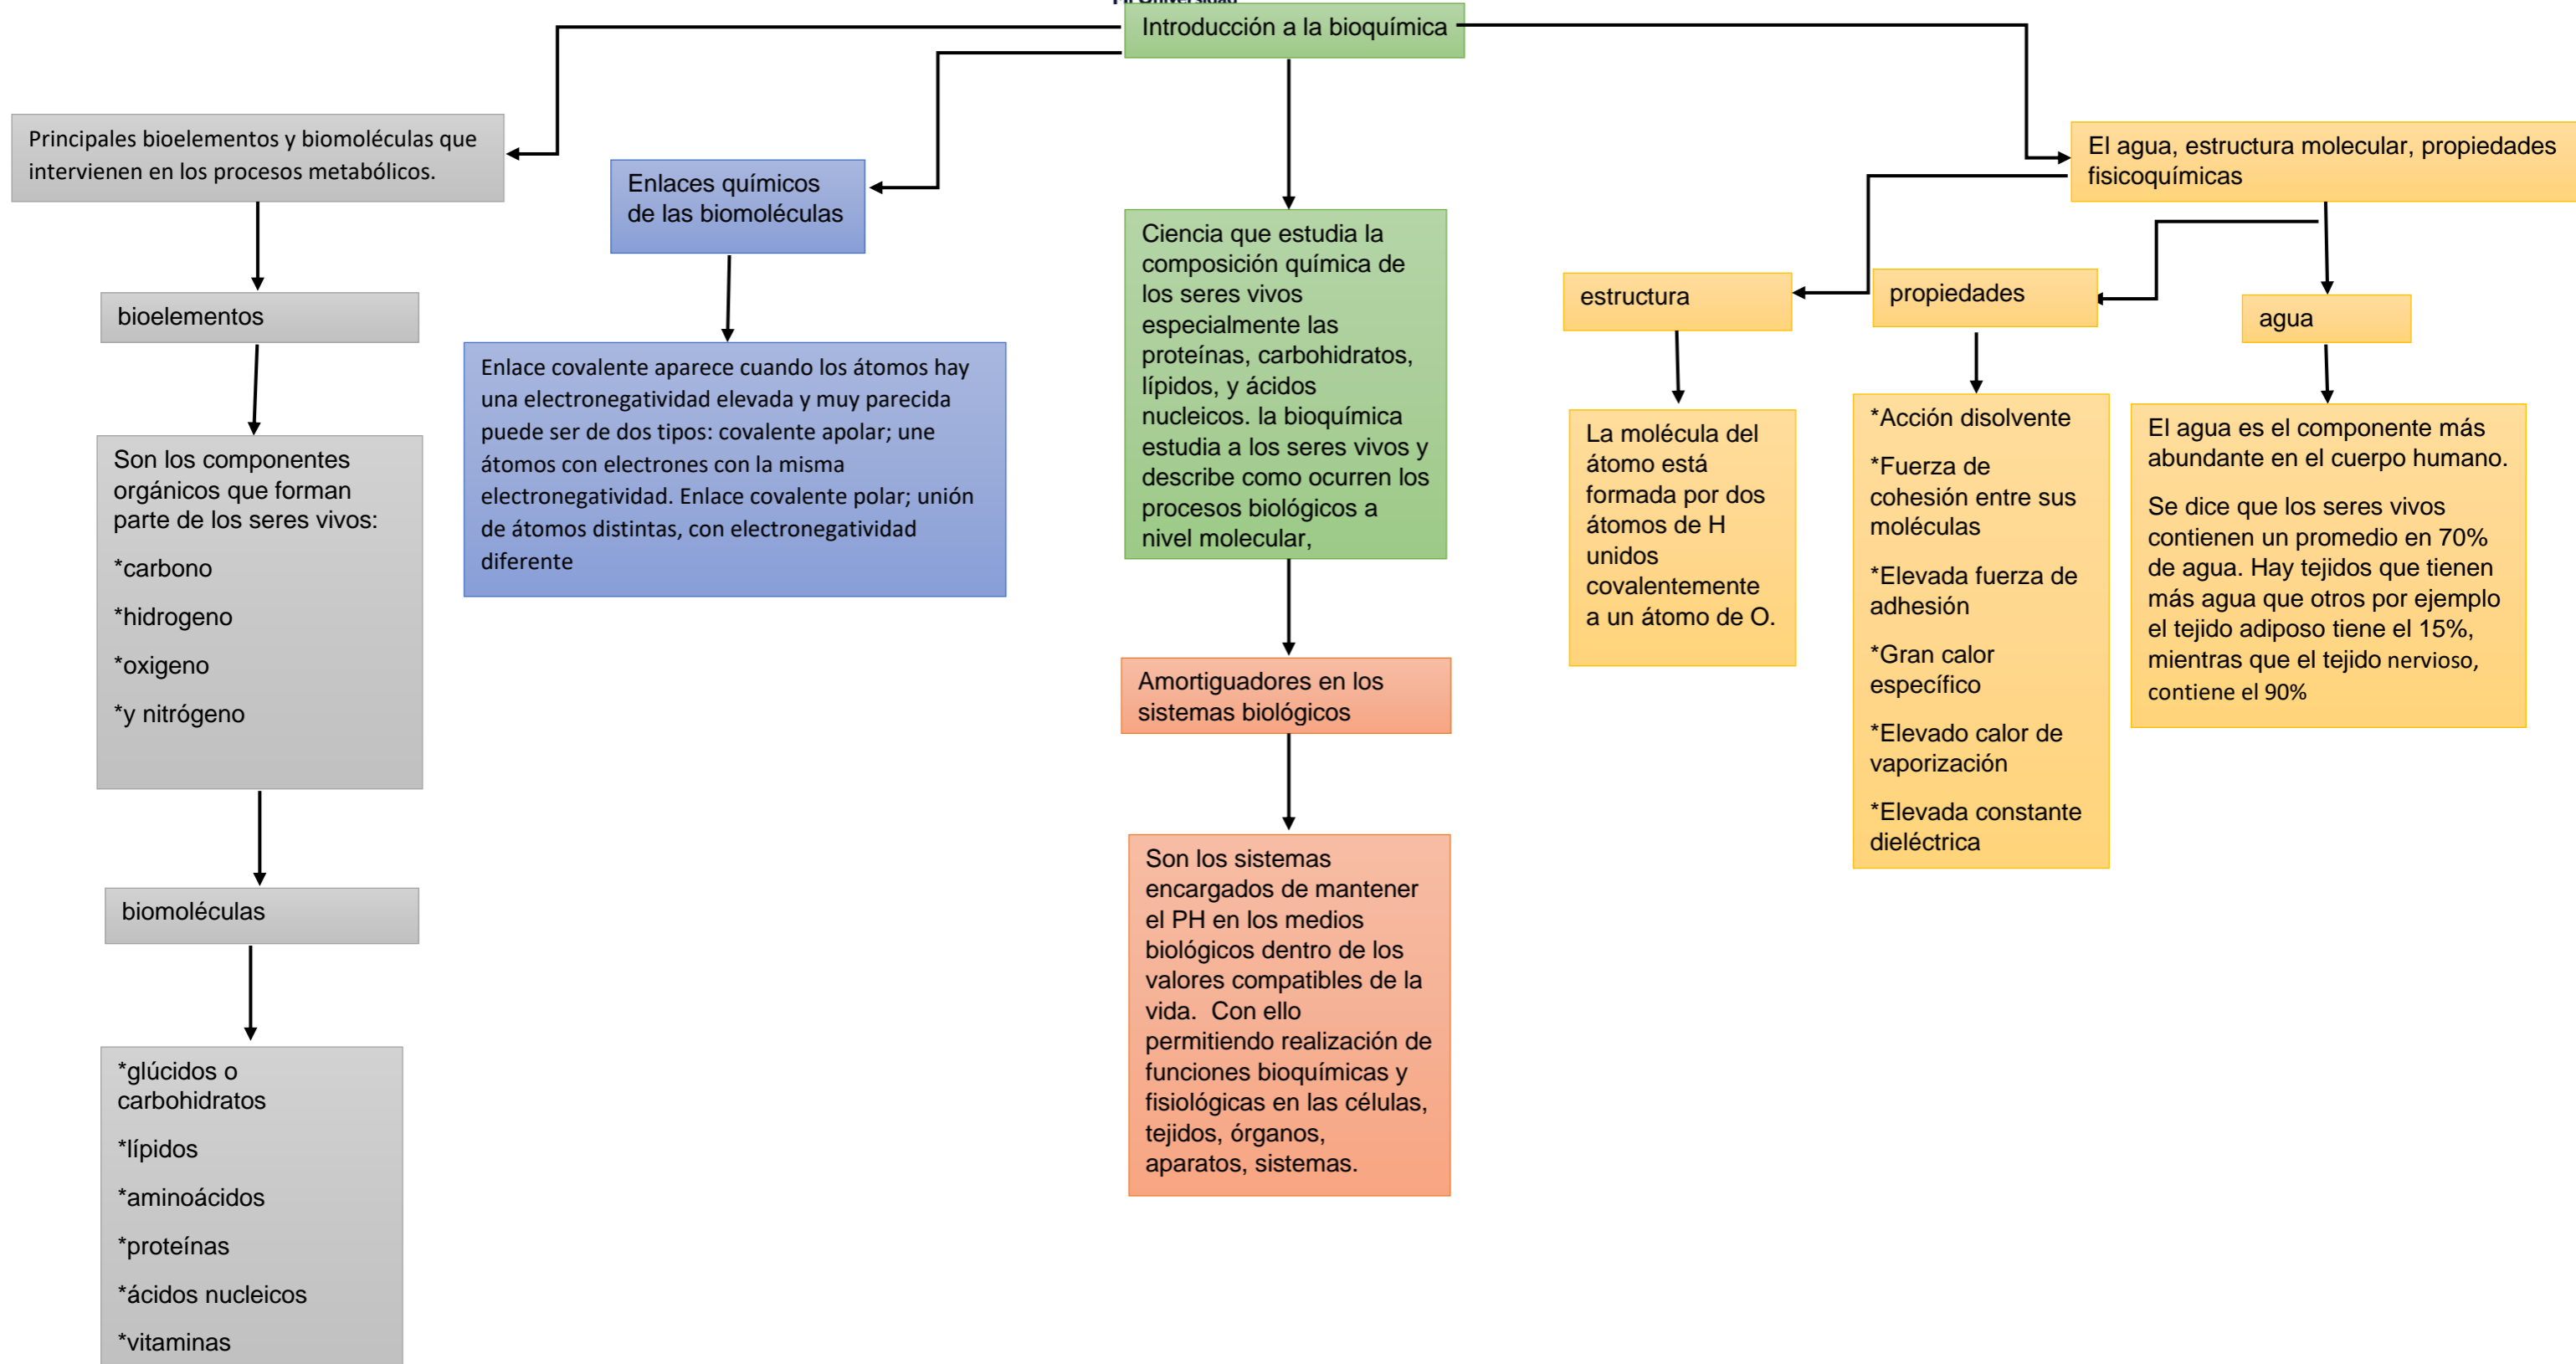 Mi Universidad
Introducción a la bioquímica
Principales bioelementos y biomoléculas que
intervienen en los procesos metabólicos.
bioelementos
Son los componentes
orgánicos que forman
parte de los seres vivos:
*carbono
*hidrogeno
*oxigeno
*y nitrógeno
biomoléculas
*glúcidos o
carbohidratos
*lípidos
*aminoácidos
*proteínas
*ácidos nucleicos
*vitaminas
Enlaces químicos
de las biomoléculas
Enlace covalente aparece cuando los átomos hay
una electronegatividad elevada y muy parecida
puede ser de dos tipos: covalente apolar; une
átomos con electrones con la misma
electronegatividad. Enlace covalente polar; unión
de átomos distintas, con electronegatividad
diferente
Ciencia que estudia la
composición química de
los seres vivos
especialmente las
proteínas, carbohidratos,
lípidos, y ácidos
nucleicos. la bioquímica
estudia a los seres vivos y
describe como ocurren los
procesos biológicos a
nivel molecular,
Amortiguadores en los
sistemas biológicos
Son los sistemas
encargados de mantener
el PH en los medios
biológicos dentro de los
valores compatibles de la
vida.  Con ello
permitiendo realización de
funciones bioquímicas y
fisiológicas en las células,
tejidos, órganos,
aparatos, sistemas.
El agua, estructura molecular, propiedades
fisicoquímicas
estructura
La molécula del
átomo está
formada por dos
átomos de H
unidos
covalentemente
a un átomo de O.
propiedades
*Acción disolvente
*Fuerza de
cohesión entre sus
moléculas
*Elevada fuerza de
adhesión
*Gran calor
específico
*Elevado calor de
vaporización
*Elevada constante
dieléctrica
agua
El agua es el componente más
abundante en el cuerpo humano.
Se dice que los seres vivos
contienen un promedio en 70%
de agua. Hay tejidos que tienen
más agua que otros por ejemplo
el tejido adiposo tiene el 15%,
mientras que el tejido nervioso,
contiene el 90%